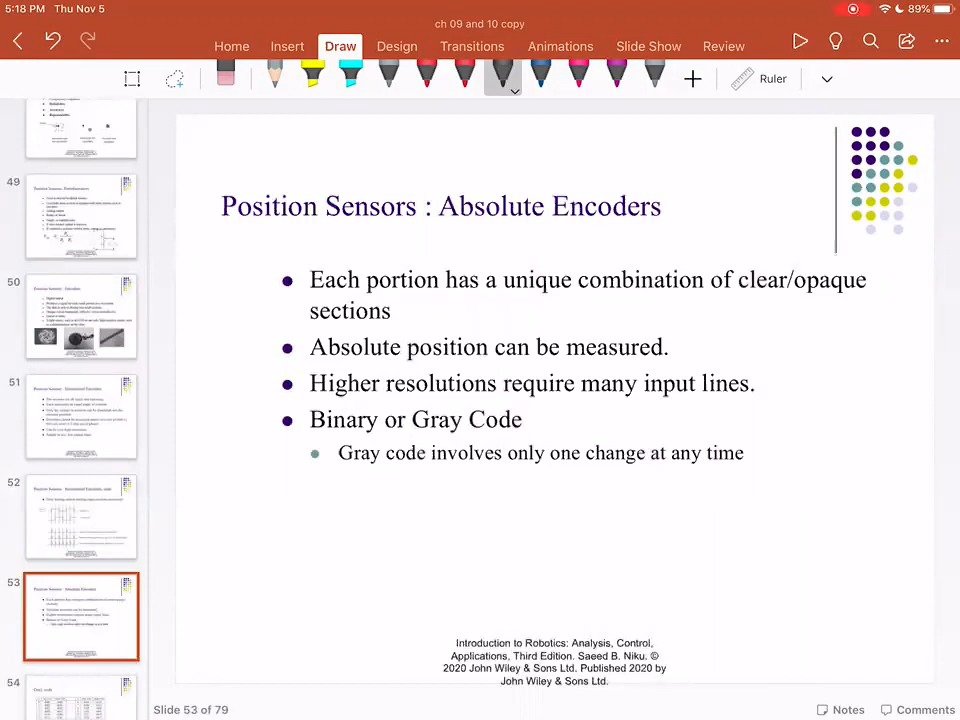 5:18 PM Thu Nov 5
89%
ch 09 and 10 copy
Home Insert Draw Design Transitions Animations Slide Show Review
Ruler
49
50
51
52
53
54
Position Sensors : Absolute Encoders
Each portion has a unique combination of clear/opaque
sections
Absolute position can be measured.
Higher resolutions require many input lines.
Binary or Gray Code
Gray code involves only one change at any time
Introduction to Robotics: Analysis, Control,
Applications, Third Edition. Saeed B. Niku. ©
2020 John Wiley & Sons Ltd. Published 2020 by
John Wiley & Sons Ltd.
Slide 53 of 79
Notes Comments